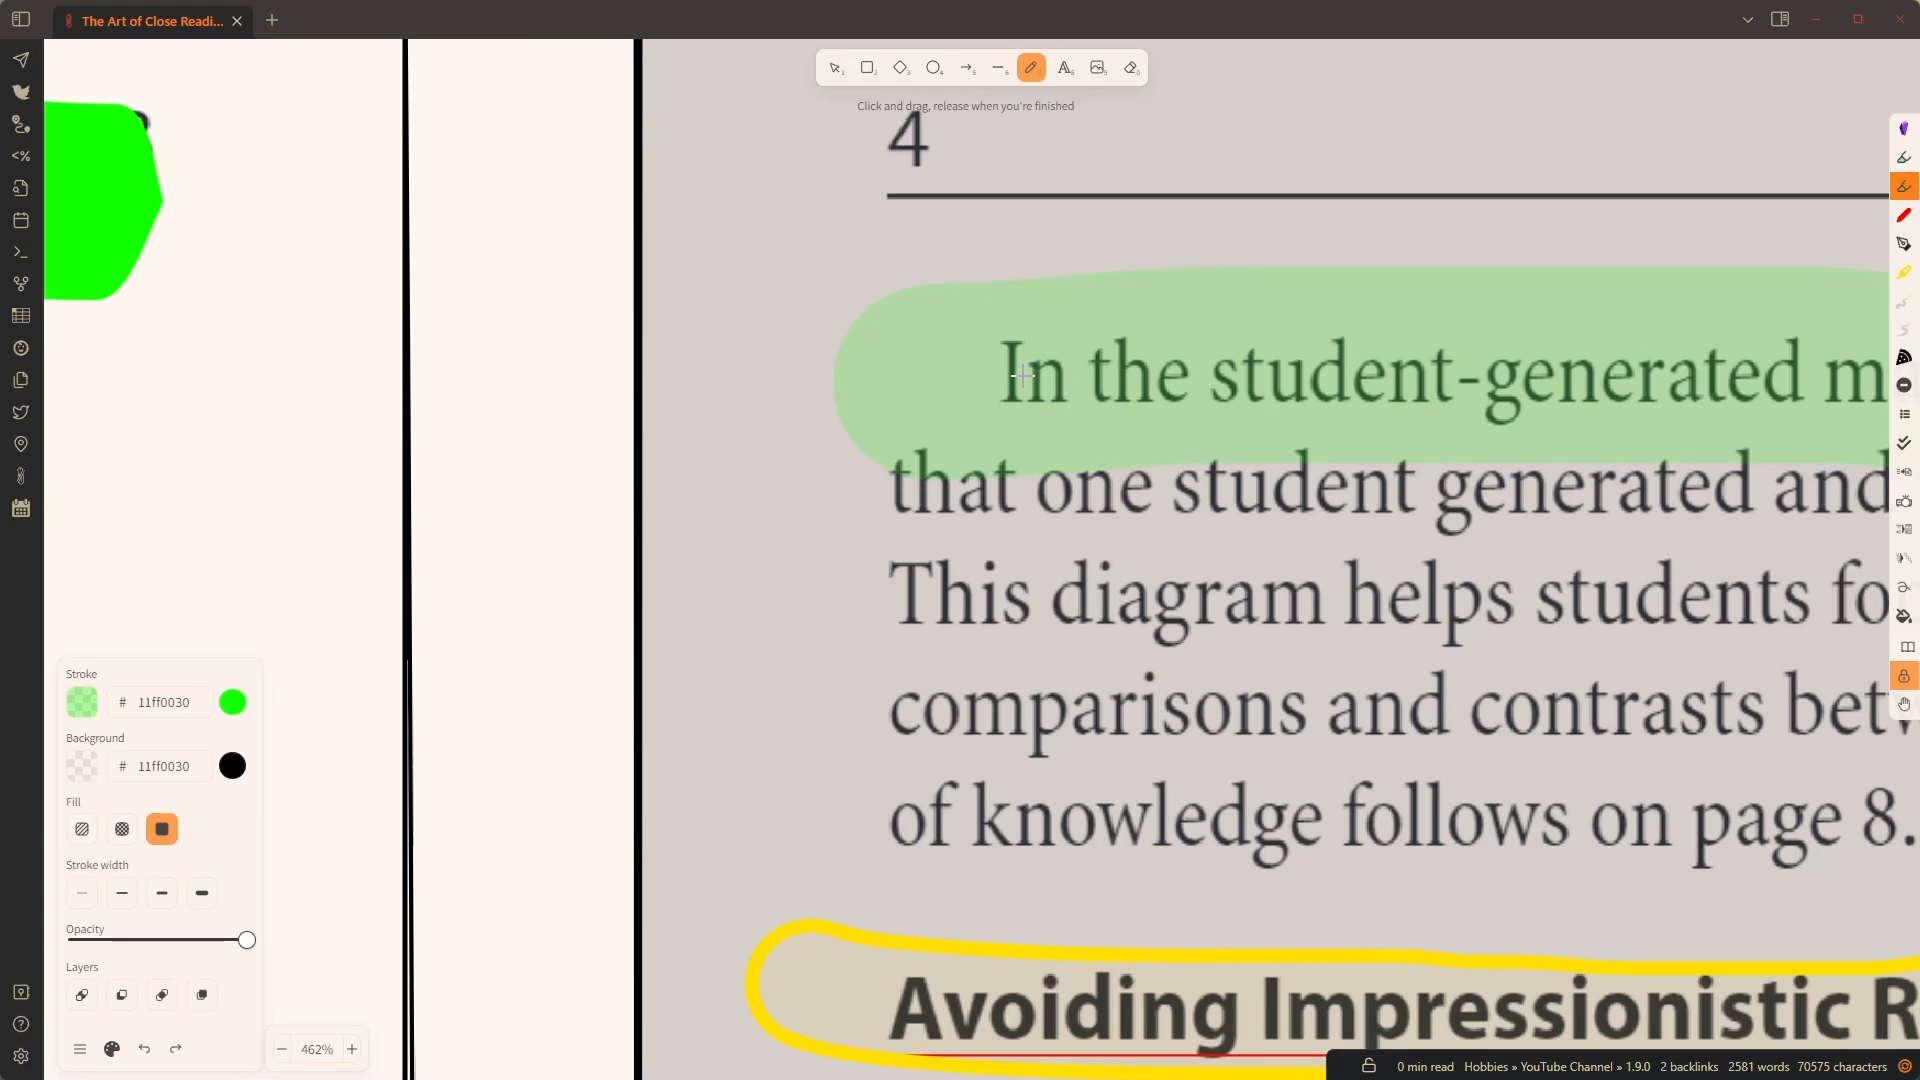 The Art of Close Readi...
Click and drag, release when you're finished
4
In the student-generated m
that one student generated and
This diagram helps students fo
comparisons and contrasts bet
of knowledge follows on page 8.
Avoiding Impressionistic R
Stroke
# 11ff0030
Background
# 11ff0030
Fill
Stroke width
Opacity
Layers
462%
0 min read Hobbies » YouTube Channel » 1.9.0 2 backlinks 2581 words 70575 characters